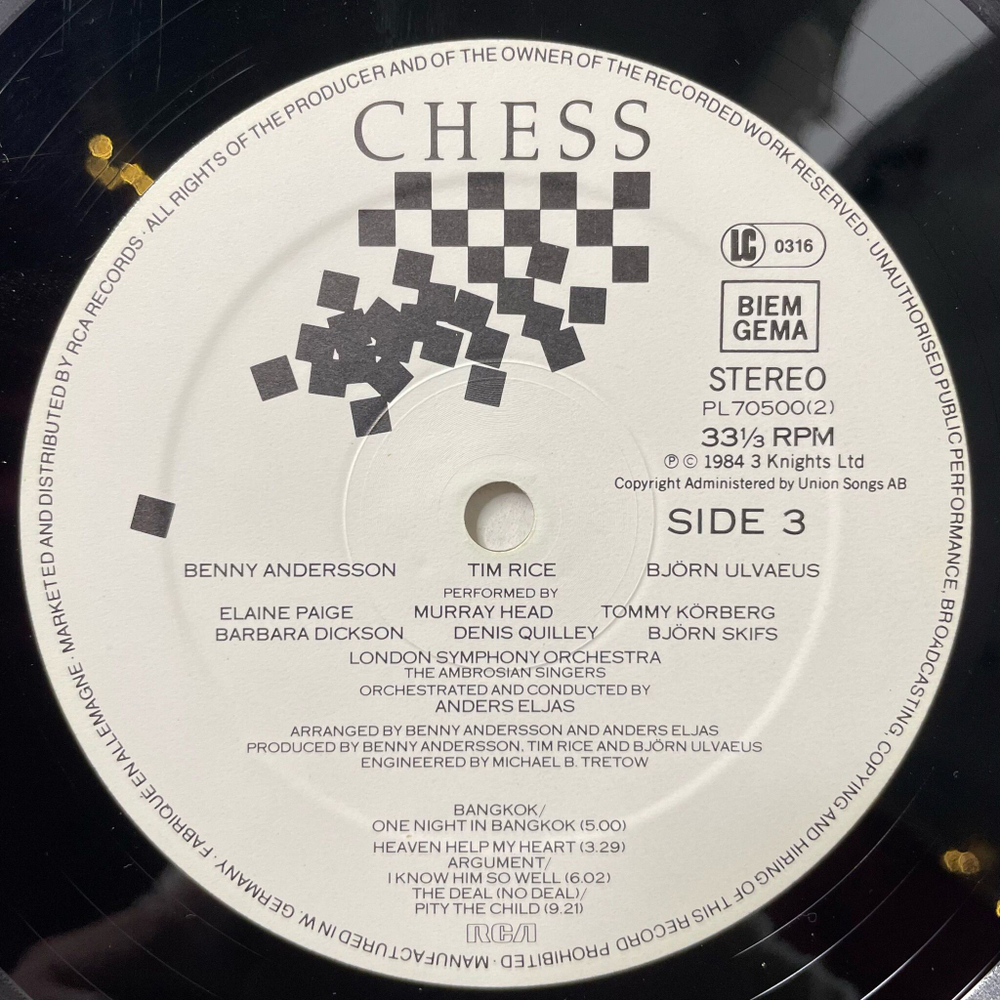 MANUFACTURED IN W. GERMANY · FABRIQUÉ EN ALLEMAGNE · MARKETED AND DISTRIBUTED BY RCA RECORDS · ALL RIGHTS OF THE PRODUCER AND OF THE OWNER OF THE RECORDED WORK RESERVED · UNAUTHORISED PUBLIC PERFORMANCE, BROADCASTING, COPYING AND HIRING OF THIS RECORD PROHIBITED ·
CHESS
LC 0316
BIEM
GEMA
STEREO
PL70500(2)
33⅓ RPM
℗ © 1984 3 Knights Ltd
Copyright Administered by Union Songs AB
SIDE 3
BENNY ANDERSSON TIM RICE BJÖRN ULVAEUS
PERFORMED BY
ELAINE PAIGE MURRAY HEAD TOMMY KÖRBERG
BARBARA DICKSON DENIS QUILLEY BJÖRN SKIFS
LONDON SYMPHONY ORCHESTRA
THE AMBROSIAN SINGERS
ORCHESTRATED AND CONDUCTED BY
ANDERS ELJAS
ARRANGED BY BENNY ANDERSSON AND ANDERS ELJAS
PRODUCED BY BENNY ANDERSSON, TIM RICE AND BJÖRN ULVAEUS
ENGINEERED BY MICHAEL B. TRETOW
BANGKOK/
ONE NIGHT IN BANGKOK (5.00)
HEAVEN HELP MY HEART (3.29)
ARGUMENT/
I KNOW HIM SO WELL (6.02)
THE DEAL (NO DEAL)/
PITY THE CHILD (9.21)
RCA